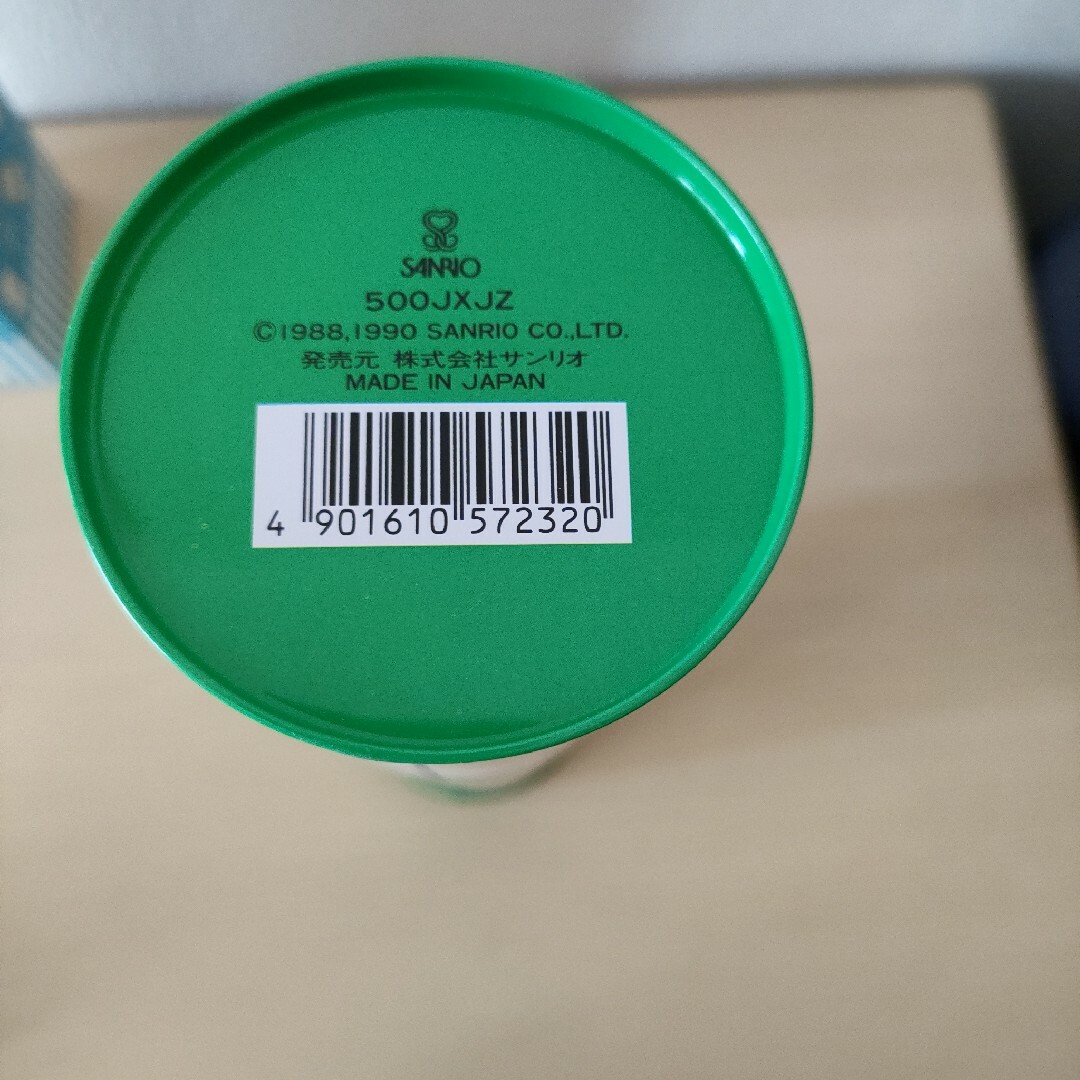 SANRIO
500JXJZ
©1988,1990 SANRIO CO.,LTD.
発売元 株式会社サンリオ
MADE IN JAPAN
4 901610 572320